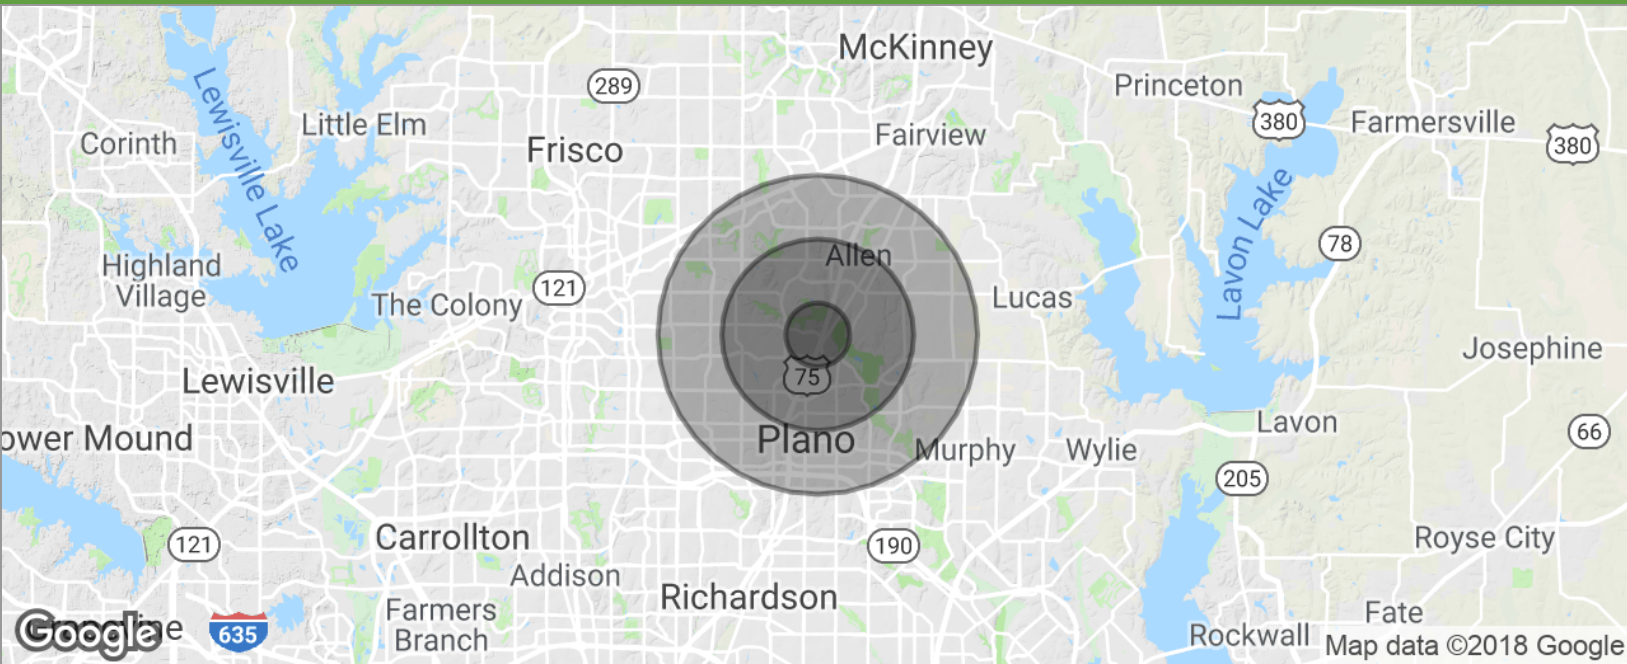 McKinney
289
Princeton
380
Farmersville
380
Lewisville Lake
Little Elm
Corinth
Frisco
Fairview
Lavon Lake
78
Allen
Highland
Village
121
The Colony
Lucas
Josephine
75
Lewisville
ower Mound
Plano
Murphy
Wylie
Lavon
66
205
121
Carrollton
190
Royse City
Addison
Richardson
Farmers
Branch
Fate
Google
635
Rockwall
Map data ©2018 Google